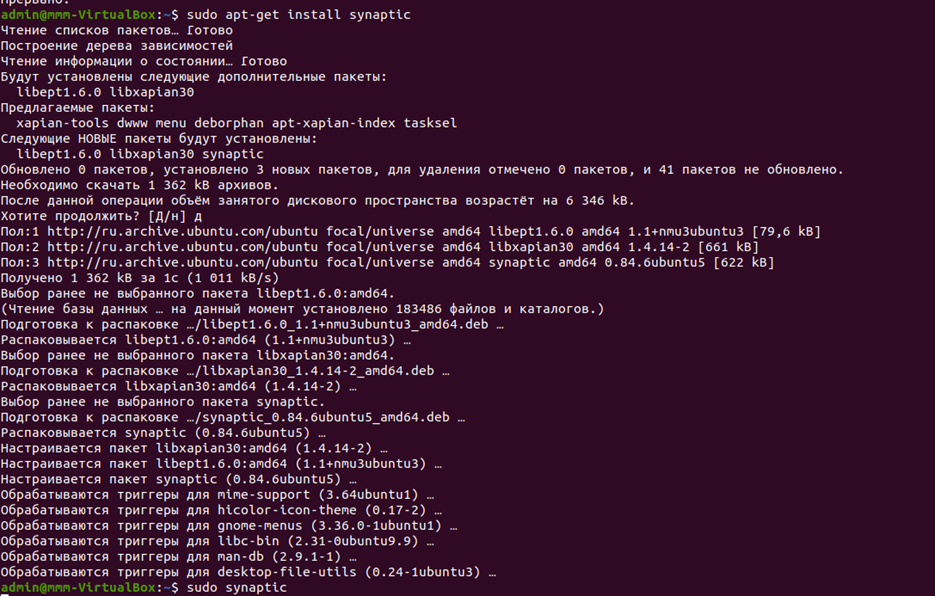 Прервано.
admin@mmm-VirtualBox:~$ sudo apt-get install synaptic
Чтение списков пакетов… Готово
Построение дерева зависимостей
Чтение информации о состоянии… Готово
Будут установлены следующие дополнительные пакеты:
  libept1.6.0 libxapian30
Предлагаемые пакеты:
  xapian-tools dwww menu deborphan apt-xapian-index tasksel
Следующие НОВЫЕ пакеты будут установлены:
  libept1.6.0 libxapian30 synaptic
Обновлено 0 пакетов, установлено 3 новых пакетов, для удаления отмечено 0 пакетов, и 41 пакетов не обновлено.
Необходимо скачать 1 362 kB архивов.
После данной операции объём занятого дискового пространства возрастёт на 6 346 kB.
Хотите продолжить? [Д/н] д
Пол:1 http://ru.archive.ubuntu.com/ubuntu focal/universe amd64 libept1.6.0 amd64 1.1+nmu3ubuntu3 [79,6 kB]
Пол:2 http://ru.archive.ubuntu.com/ubuntu focal/universe amd64 libxapian30 amd64 1.4.14-2 [661 kB]
Пол:3 http://ru.archive.ubuntu.com/ubuntu focal/universe amd64 synaptic amd64 0.84.6ubuntu5 [622 kB]
Получено 1 362 kB за 1с (1 011 kB/s)
Выбор ранее не выбранного пакета libept1.6.0:amd64.
(Чтение базы данных … на данный момент установлено 183486 файлов и каталогов.)
Подготовка к распаковке …/libept1.6.0_1.1+nmu3ubuntu3_amd64.deb …
Распаковывается libept1.6.0:amd64 (1.1+nmu3ubuntu3) …
Выбор ранее не выбранного пакета libxapian30:amd64.
Подготовка к распаковке …/libxapian30_1.4.14-2_amd64.deb …
Распаковывается libxapian30:amd64 (1.4.14-2) …
Выбор ранее не выбранного пакета synaptic.
Подготовка к распаковке …/synaptic_0.84.6ubuntu5_amd64.deb …
Распаковывается synaptic (0.84.6ubuntu5) …
Настраивается пакет libxapian30:amd64 (1.4.14-2) …
Настраивается пакет libept1.6.0:amd64 (1.1+nmu3ubuntu3) …
Настраивается пакет synaptic (0.84.6ubuntu5) …
Обрабатываются триггеры для mime-support (3.64ubuntu1) …
Обрабатываются триггеры для hicolor-icon-theme (0.17-2) …
Обрабатываются триггеры для gnome-menus (3.36.0-1ubuntu1) …
Обрабатываются триггеры для libc-bin (2.31-0ubuntu9.9) …
Обрабатываются триггеры для man-db (2.9.1-1) …
Обрабатываются триггеры для desktop-file-utils (0.24-1ubuntu3) …
admin@mmm-VirtualBox:~$ sudo synaptic